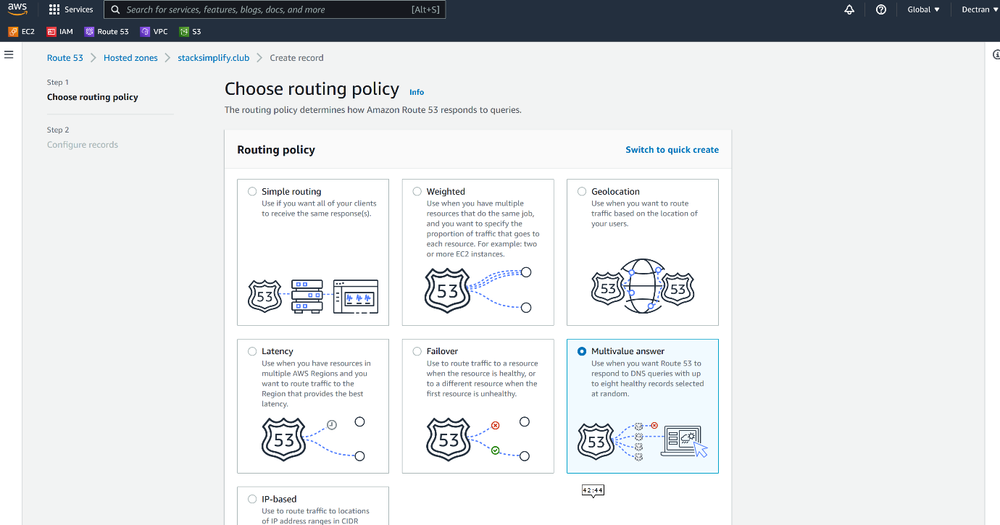 aws
Services
Search for services, features, blogs, docs, and more
[Alt+S]
Global ▼
Dectran ▼
EC2
IAM
Route 53
VPC
S3
Route 53 > Hosted zones > stacksimplify.club > Create record
Step 1
Choose routing policy
Step 2
Configure records
Choose routing policy Info
The routing policy determines how Amazon Route 53 responds to queries.
Routing policy
Switch to quick create
Simple routing
Use if you want all of your clients
to receive the same response(s).
53
Weighted
Use when you have multiple
resources that do the same job,
and you want to specify the
proportion of traffic that goes to
each resource. For example: two
or more EC2 instances.
53
Geolocation
Use when you want to route
traffic based on the location of
your users.
53
53
Latency
Use when you have resources in
multiple AWS Regions and you
want to route traffic to the
Region that provides the best
latency.
53
Failover
Use to route traffic to a resource
when the resource is healthy, or
to a different resource when the
first resource is unhealthy.
53
Multivalue answer
Use when you want Route 53 to
respond to DNS queries with up
to eight healthy records selected
at random.
53
42:44
IP-based
Use to route traffic to locations
of IP address ranges in CIDR